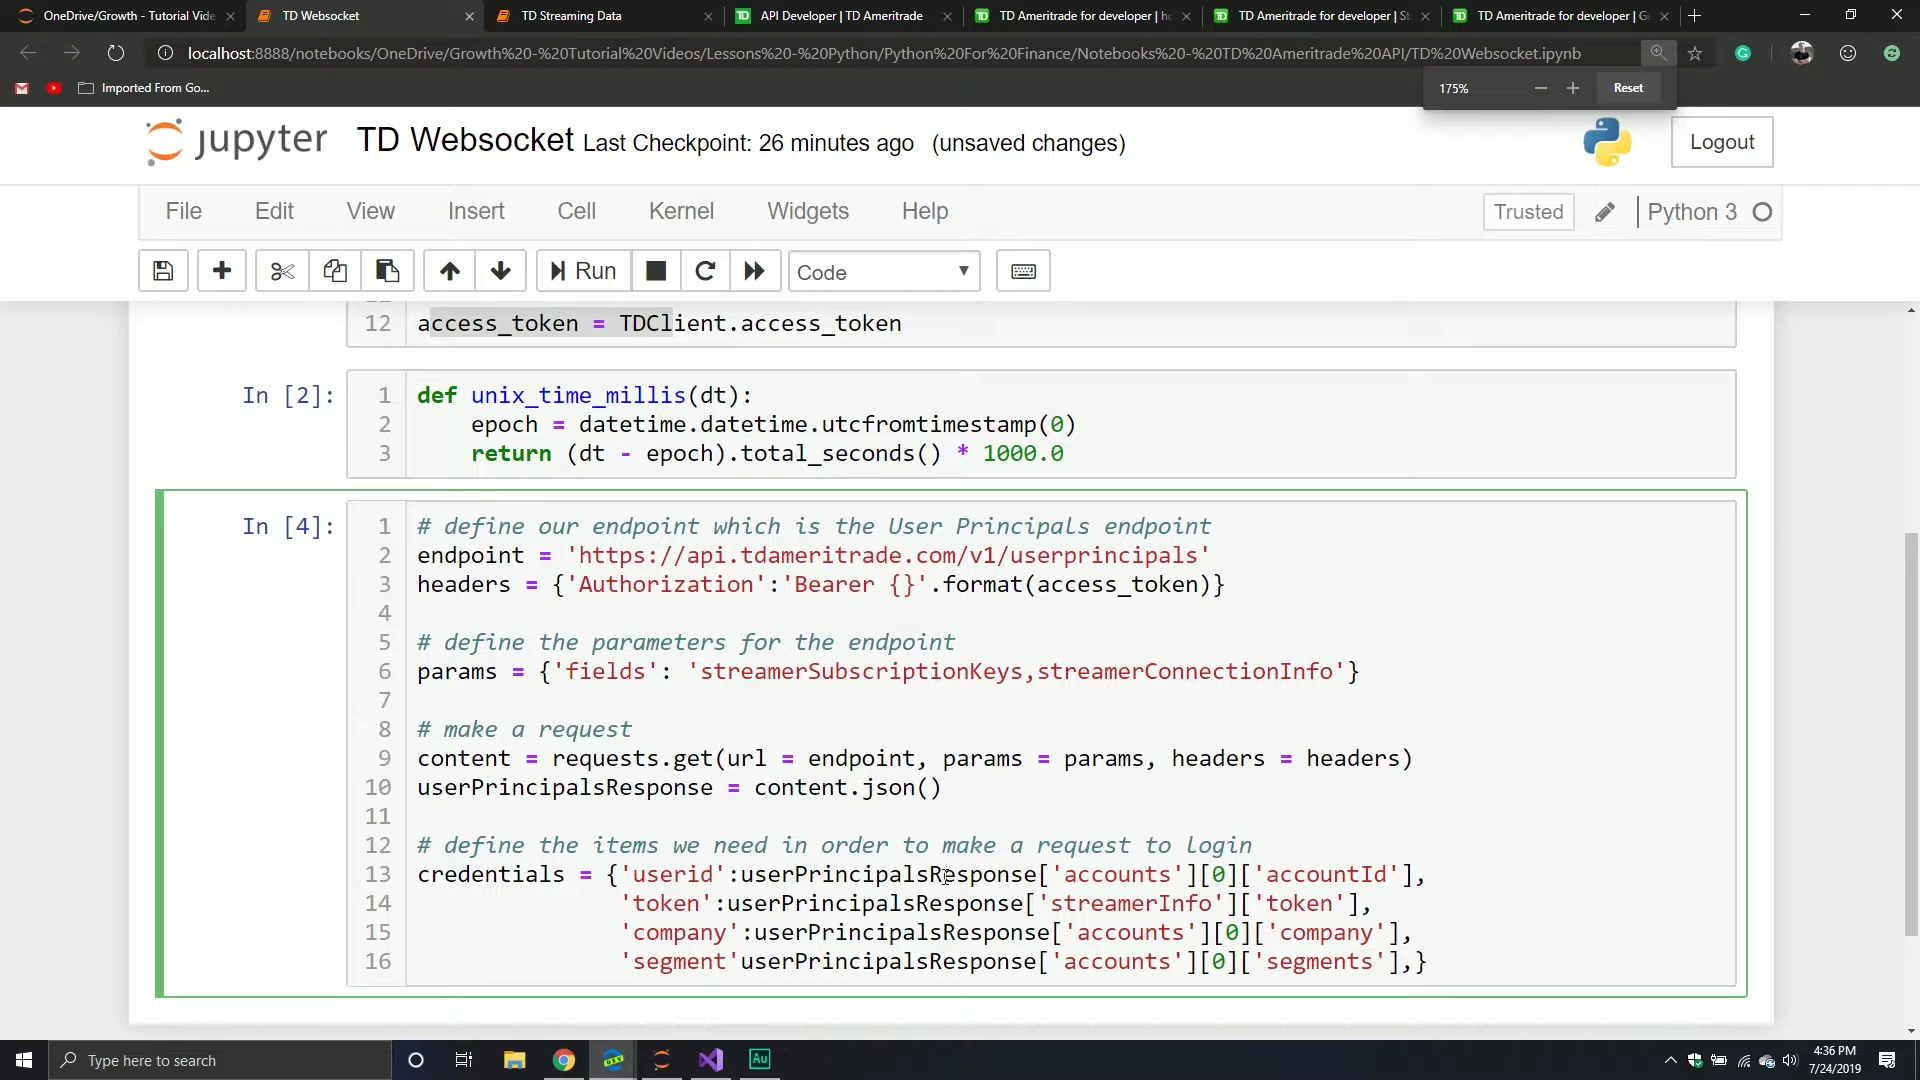 OneDrive/Growth - Tutorial Vide
TD Websocket
TD Streaming Data
API Developer | TD Ameritrade
TD Ameritrade for developer | ho
TD Ameritrade for developer | St
TD Ameritrade for developer | Ge
localhost:8888/notebooks/OneDrive/Growth%20-%20Tutorial%20Videos/Lessons%20-%20Python/Python%20For%20Finance/Notebooks%20-%20TD%20Ameritrade%20API/TD%20Websocket.ipynb
Imported From Go...
175%
Reset
jupyter TD Websocket Last Checkpoint: 26 minutes ago (unsaved changes)
Logout
File Edit View Insert Cell Kernel Widgets Help
Trusted
Python 3
Run
Code
12 access_token = TDClient.access_token
In [2]:
1 def unix_time_millis(dt):
2 epoch = datetime.datetime.utcfromtimestamp(0)
3 return (dt - epoch).total_seconds() * 1000.0
In [4]:
1 # define our endpoint which is the User Principals endpoint
2 endpoint = 'https://api.tdameritrade.com/v1/userprincipals'
3 headers = {'Authorization':'Bearer {}'.format(access_token)}
4
5 # define the parameters for the endpoint
6 params = {'fields': 'streamerSubscriptionKeys,streamerConnectionInfo'}
7
8 # make a request
9 content = requests.get(url = endpoint, params = params, headers = headers)
10 userPrincipalsResponse = content.json()
11
12 # define the items we need in order to make a request to login
13 credentials = {'userid':userPrincipalsResponse['accounts'][0]['accountId'],
14 'token':userPrincipalsResponse['streamerInfo']['token'],
15 'company':userPrincipalsResponse['accounts'][0]['company'],
16 'segment'userPrincipalsResponse['accounts'][0]['segments'],}
Type here to search
DEV
Au
4:36 PM
7/24/2019